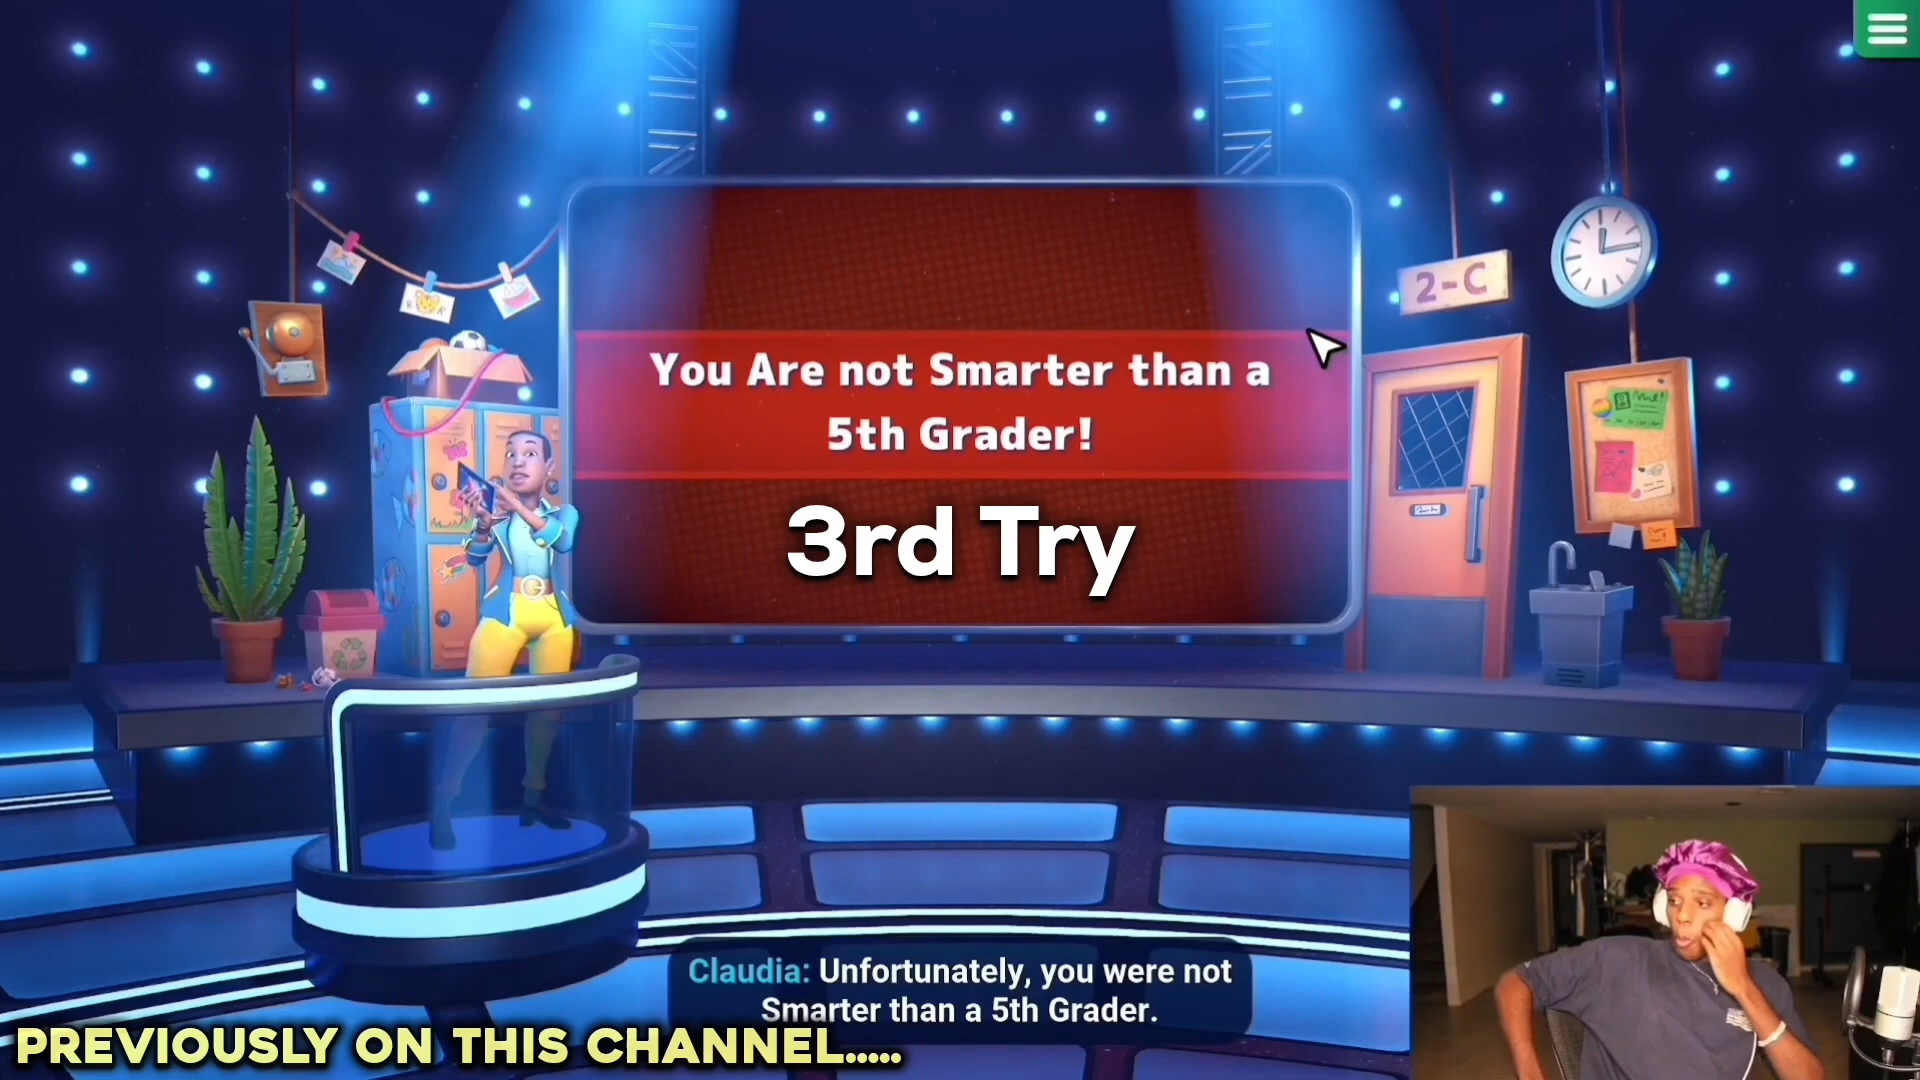 2-C
Me!
You Are not Smarter than a
5th Grader!
3rd Try
Claudia: Unfortunately, you were not
Smarter than a 5th Grader.
PREVIOUSLY ON THIS CHANNEL.....